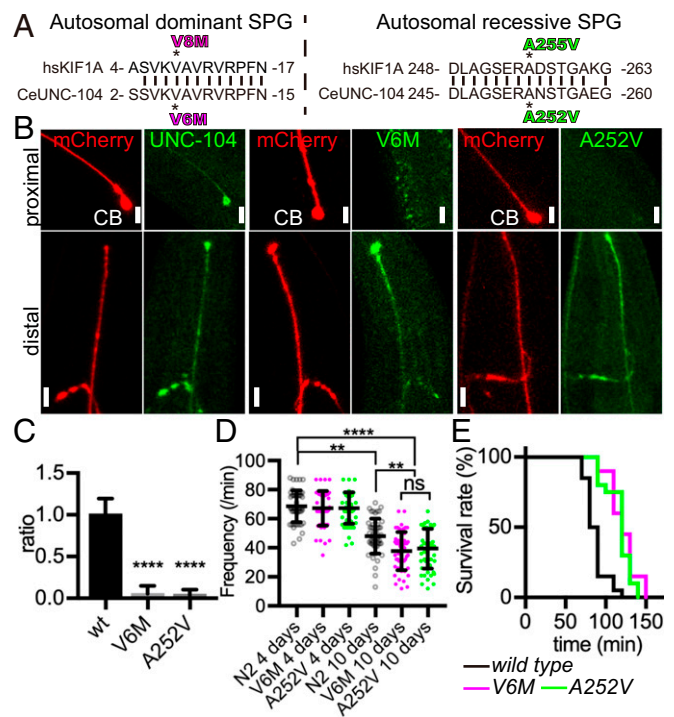 A
Autosomal dominant SPG
Autosomal recessive SPG
V8M
*
hsKIF1A 4- ASVKVAVRVRPFN -17
CeUNC-104 2- SSVKVAVRVRPFN -15
*
V6M
A255V
*
hsKIF1A 248- DLAGSERADSTGAKG -263
CeUNC-104 245- DLAGSERANSTGAEG -260
*
A252V
B
proximal
mCherry
UNC-104
mCherry
V6M
mCherry
A252V
CB
CB
CB
distal
C
ratio
1.5
1.0
0.5
0.0
****
****
wt
V6M
A252V
D
Frequency (/min)
100
80
60
40
20
0
****
**
**
ns
N2 4 days
V6M 4 days
A252V 4 days
N2 10 days
V6M 10 days
A252V 10 days
E
Survival rate (%)
100
50
0
0
50
100
150
time (min)
wild type
V6M
A252V